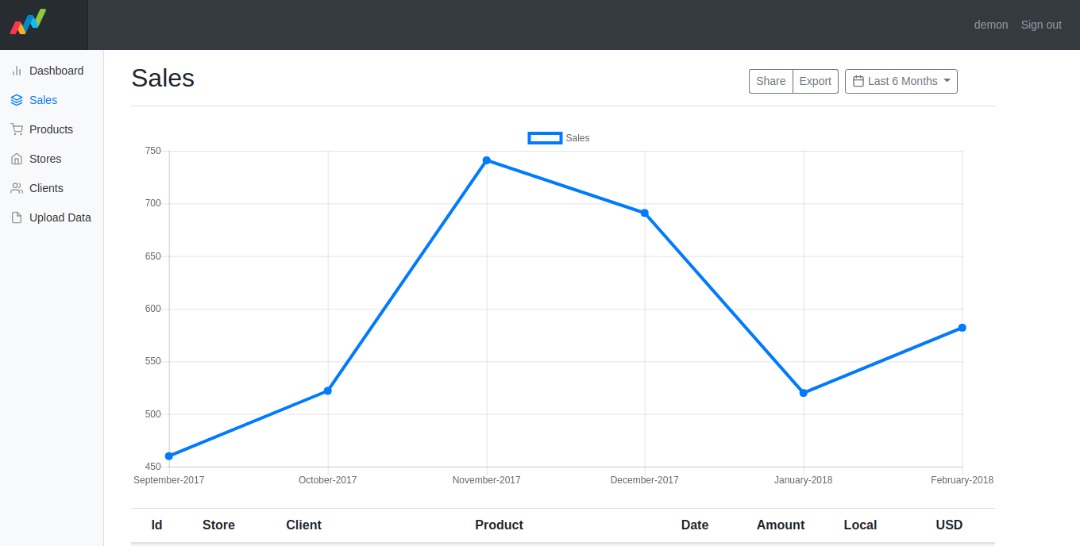 demon Sign out
Dashboard
Sales
Products
Stores
Clients
Upload Data
Sales
Share Export Last 6 Months
Sales
750
700
650
600
550
500
450
September-2017 October-2017 November-2017 December-2017 January-2018 February-2018
Id Store Client Product Date Amount Local USD